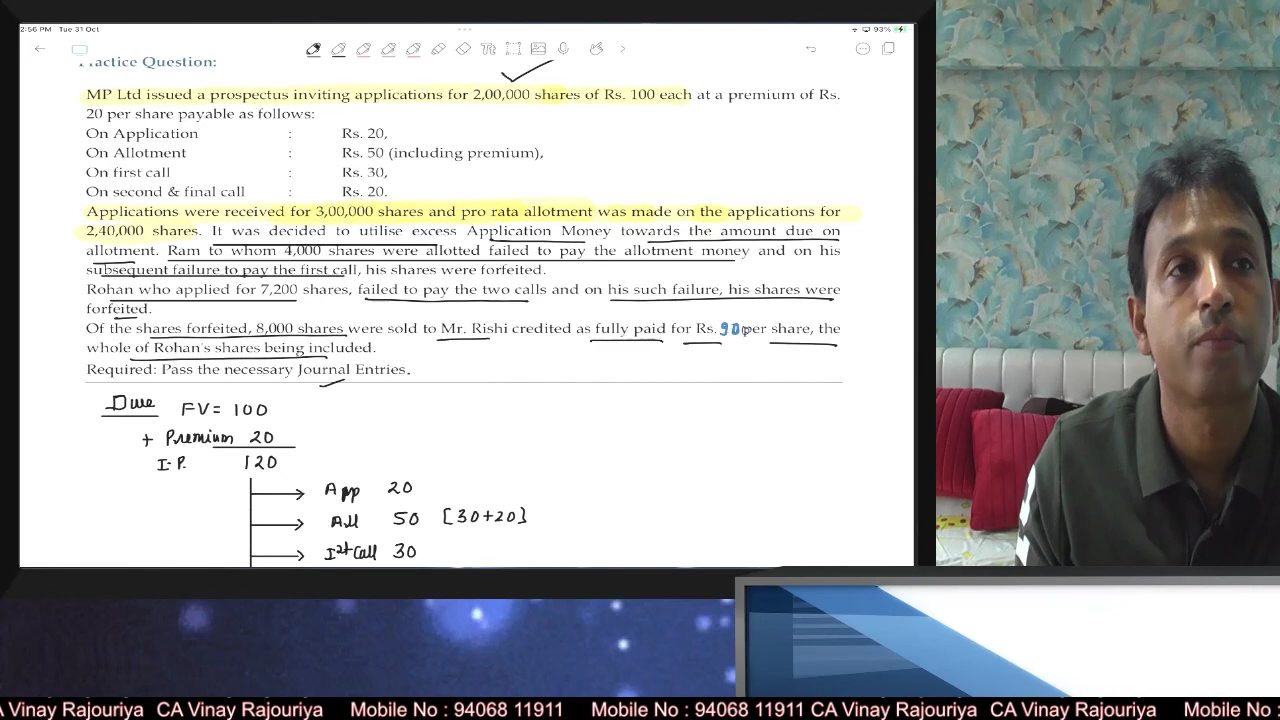 2:56 PM Tue 31 Oct
93%
Practice Question:
MP Ltd issued a prospectus inviting applications for 2,00,000 shares of Rs. 100 each at a premium of Rs.
20 per share payable as follows:
On Application : Rs. 20,
On Allotment : Rs. 50 (including premium),
On first call : Rs. 30,
On second & final call : Rs. 20.
Applications were received for 3,00,000 shares and pro rata allotment was made on the applications for
2,40,000 shares. It was decided to utilise excess Application Money towards the amount due on
allotment. Ram to whom 4,000 shares were allotted failed to pay the allotment money and on his
subsequent failure to pay the first call, his shares were forfeited.
Rohan who applied for 7,200 shares, failed to pay the two calls and on his such failure, his shares were
forfeited.
Of the shares forfeited, 8,000 shares were sold to Mr. Rishi credited as fully paid for Rs. 90 per share, the
whole of Rohan's shares being included.
Required: Pass the necessary Journal Entries.
Due FV = 100
+ Premium 20
I.P. 120
App 20
All 50 [30+20]
Ist Call 30
A Vinay Rajouriya CA Vinay Rajouriya Mobile No : 94068 11911 Mobile No : 94068 11911 CA Vinay Rajouriya CA Vinay Rajouriya Mobile No : 9